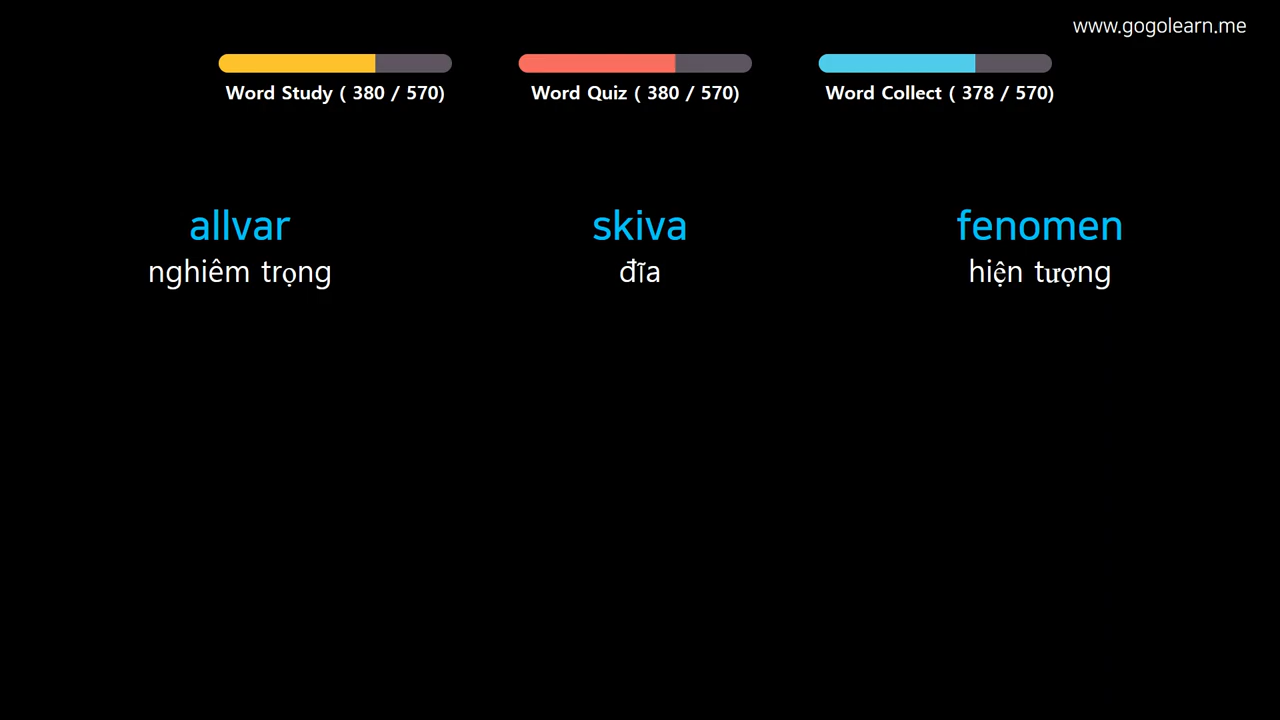 www.gogolearn.me
Word Study ( 380 / 570)
Word Quiz ( 380 / 570)
Word Collect ( 378 / 570)
allvar
nghiêm trọng
skiva
đĩa
fenomen
hiện tượng